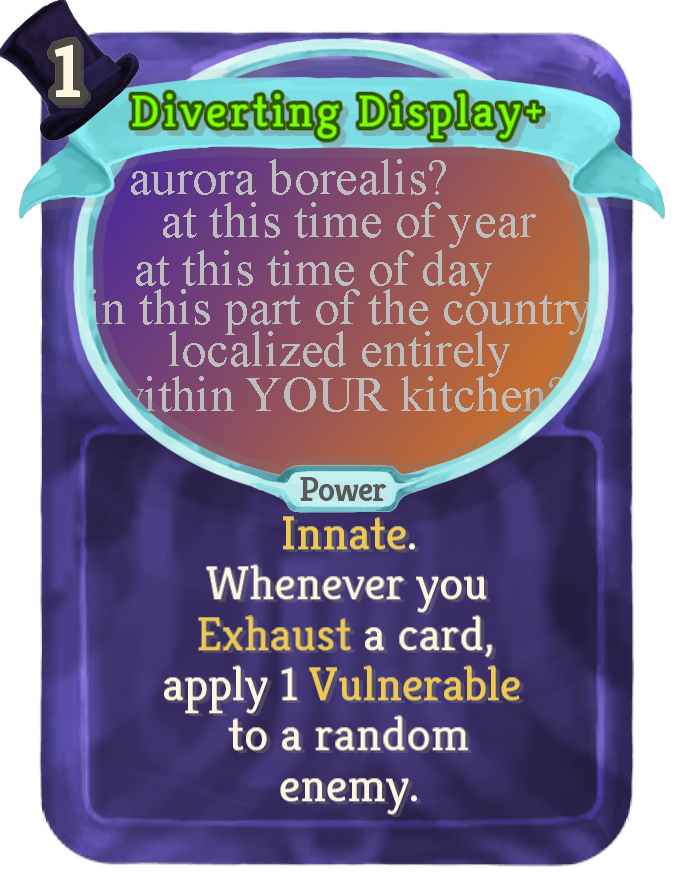 1
Diverting Display+
aurora borealis?
at this time of year
at this time of day
in this part of the country
localized entirely
within YOUR kitchen?
Power
Innate.
Whenever you
Exhaust a card,
apply 1 Vulnerable
to a random
enemy.